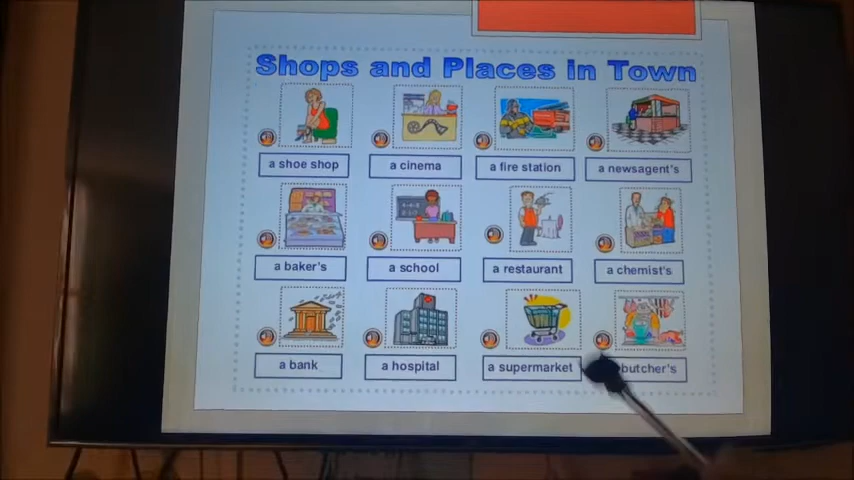 Shops and Places in Town
a shoe shop
a cinema
a fire station
a newsagent's
a baker's
a school
a restaurant
a chemist's
a bank
a hospital
a supermarket
butcher's